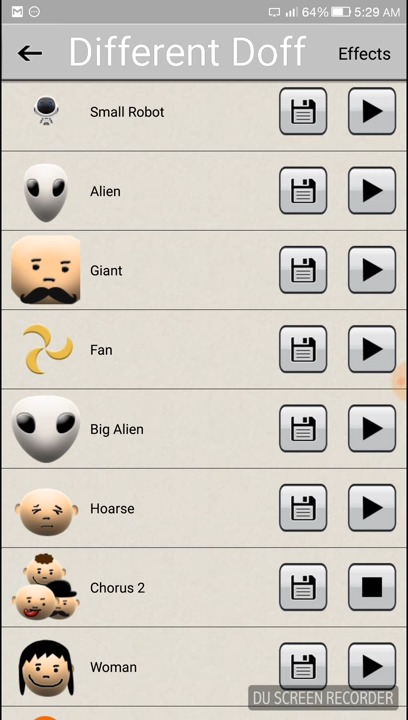 64% 5:29 AM
Different Doff Effects
Small Robot
Alien
Giant
Fan
Big Alien
Hoarse
Chorus 2
Woman
DU SCREEN RECORDER